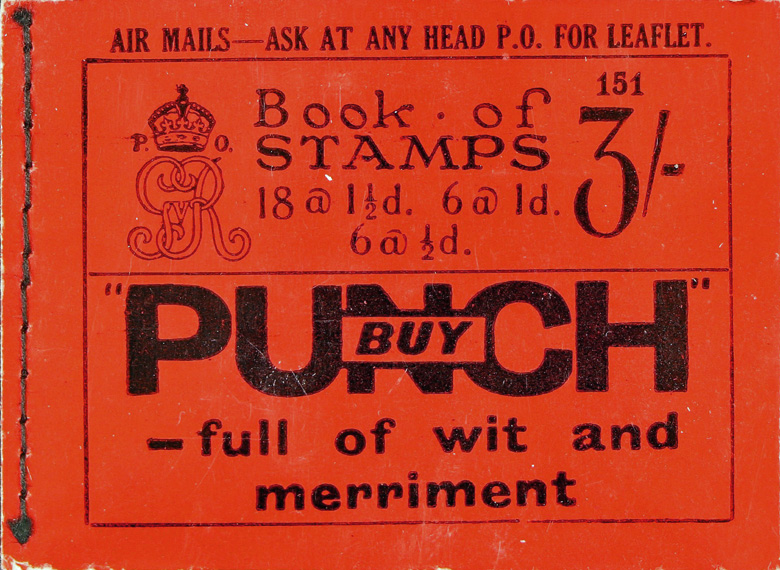 AIR MAILS—ASK AT ANY HEAD P.O. FOR LEAFLET.
151
P. O.
GVR
Book · of
STAMPS
3/-
18 @ 1½d. 6 @ 1d.
6 @ ½d.
"PUNCH"
BUY
—full of wit and
merriment